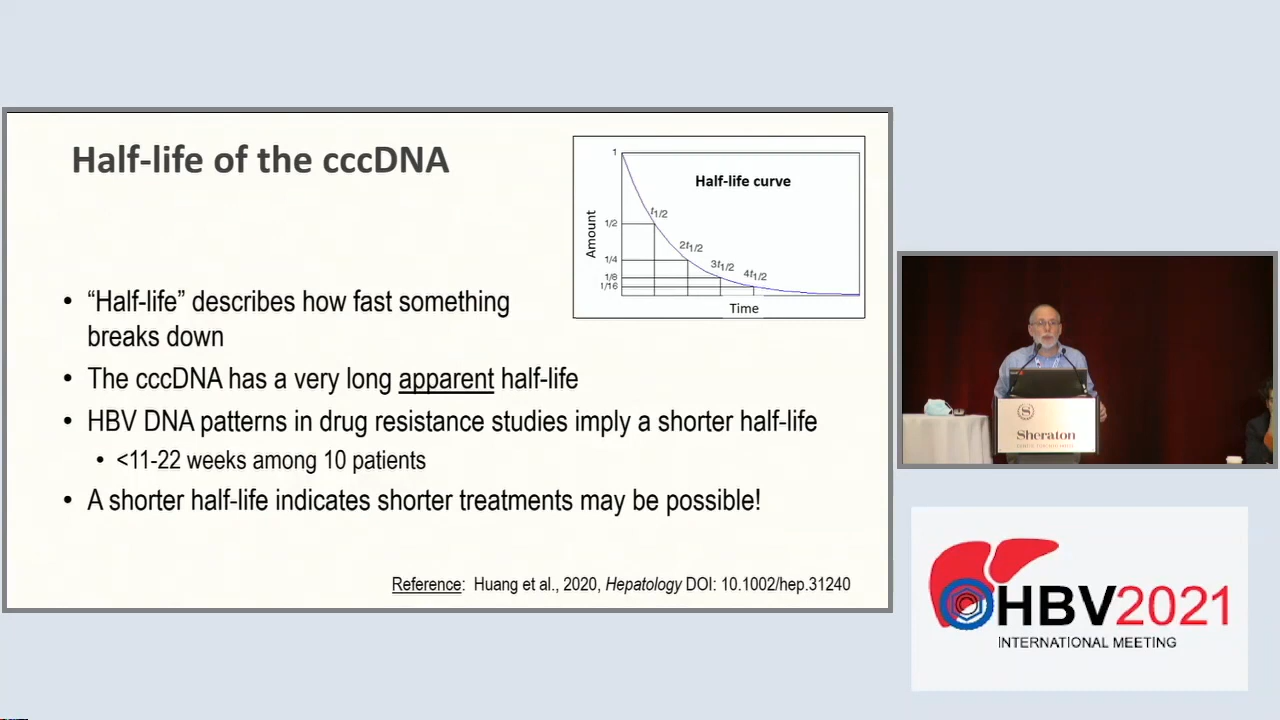 Half-life of the cccDNA
1
Half-life curve
Amount
t1/2
1/2
2t1/2
1/4
3t1/2
1/8
4t1/2
1/16
Time
• “Half-life” describes how fast something
breaks down
• The cccDNA has a very long apparent half-life
• HBV DNA patterns in drug resistance studies imply a shorter half-life
• <11-22 weeks among 10 patients
• A shorter half-life indicates shorter treatments may be possible!
Reference: Huang et al., 2020, Hepatology DOI: 10.1002/hep.31240
Sheraton
HBV2021
INTERNATIONAL MEETING